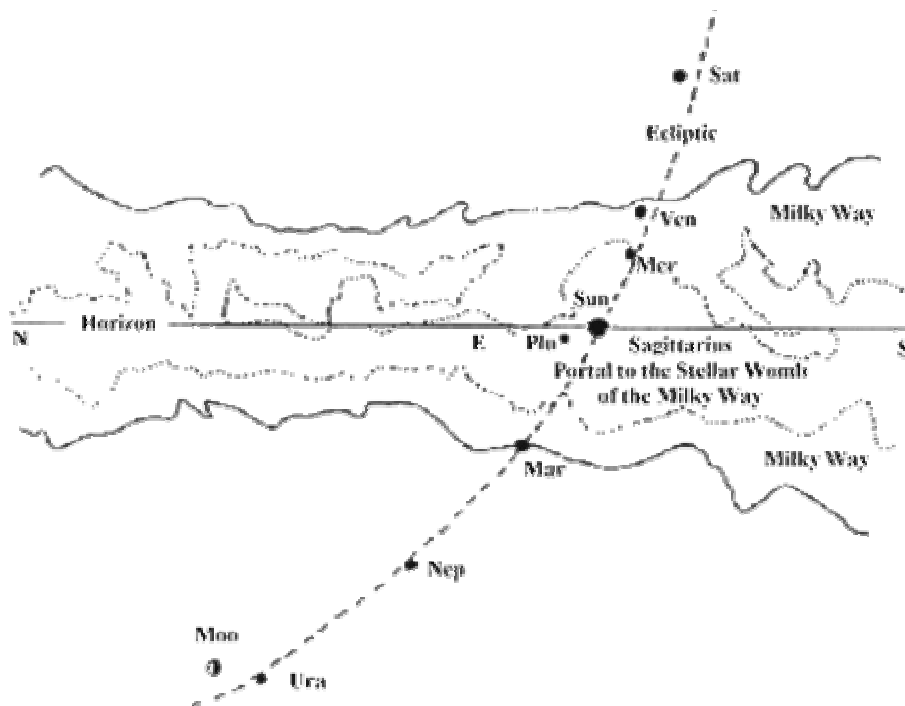 Sat
Ecliptic
Milky Way
Ven
Mer
Sun
Horizon
N
E
Plu
Sagittarius
S
Portal to the Stellar Womb
of the Milky Way
Mar
Milky Way
Nep
Moo
Ura